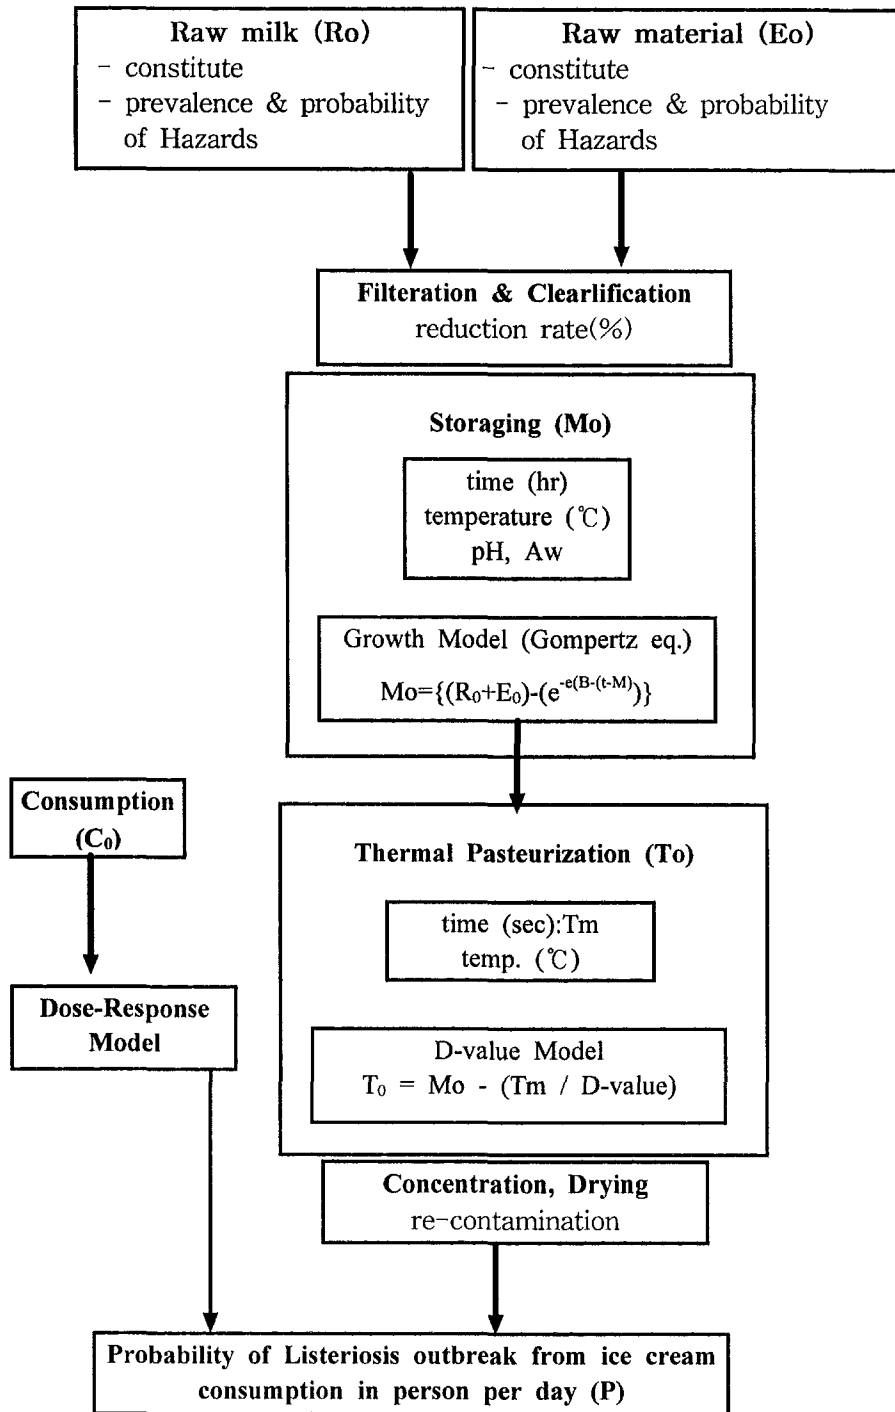 Raw milk (Ro)
- constitute
- prevalence & probability
of Hazards
Raw material (Eo)
- constitute
- prevalence & probability
of Hazards
Filteration & Clearlification
reduction rate(%)
Storaging (Mo)
time (hr)
temperature (℃)
pH, Aw
Growth Model (Gompertz eq.)
Mo={(R₀+E₀)-(e^-e(B-(t-M)))}
Consumption
(C₀)
Thermal Pasteurization (To)
time (sec):Tm
temp. (℃)
Dose-Response
Model
D-value Model
T₀ = Mo - (Tm / D-value)
Concentration, Drying
re-contamination
Probability of Listeriosis outbreak from ice cream
consumption in person per day (P)